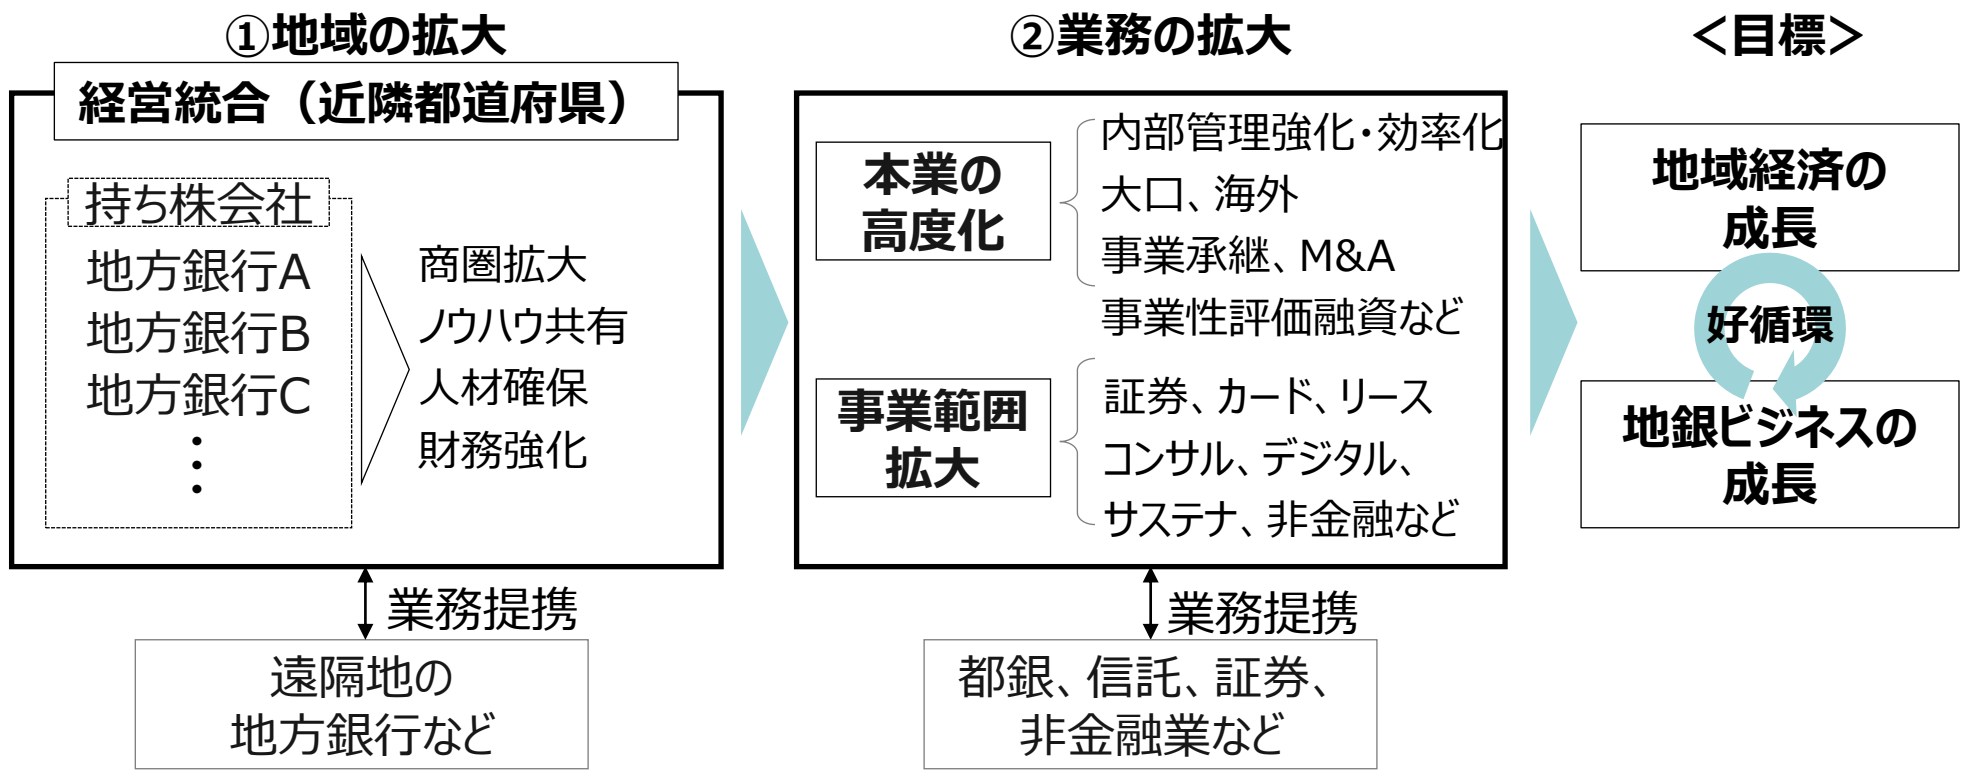 ①地域の拡大
経営統合（近隣都道府県）
持ち株会社
地方銀行A
地方銀行B
地方銀行C
⋮
商圏拡大
ノウハウ共有
人材確保
財務強化
業務提携
遠隔地の
地方銀行など
②業務の拡大
本業の
高度化
内部管理強化・効率化
大口、海外
事業承継、M&A
事業性評価融資など
事業範囲
拡大
証券、カード、リース
コンサル、デジタル、
サステナ、非金融など
業務提携
都銀、信託、証券、
非金融業など
＜目標＞
地域経済の
成長
好循環
地銀ビジネスの
成長